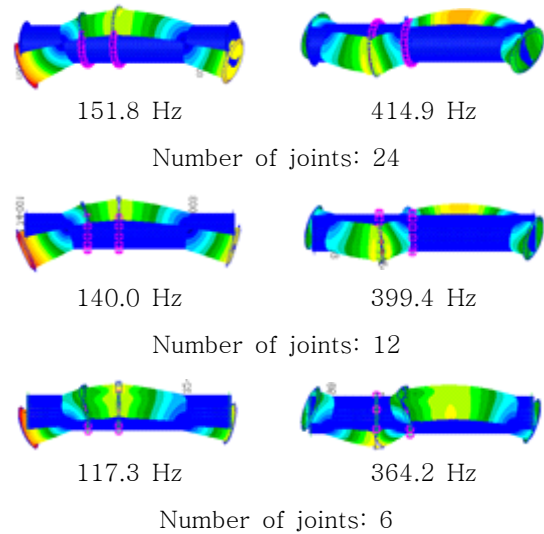 151.8 Hz 414.9 Hz
Number of joints: 24
140.0 Hz 399.4 Hz
Number of joints: 12
117.3 Hz 364.2 Hz
Number of joints: 6